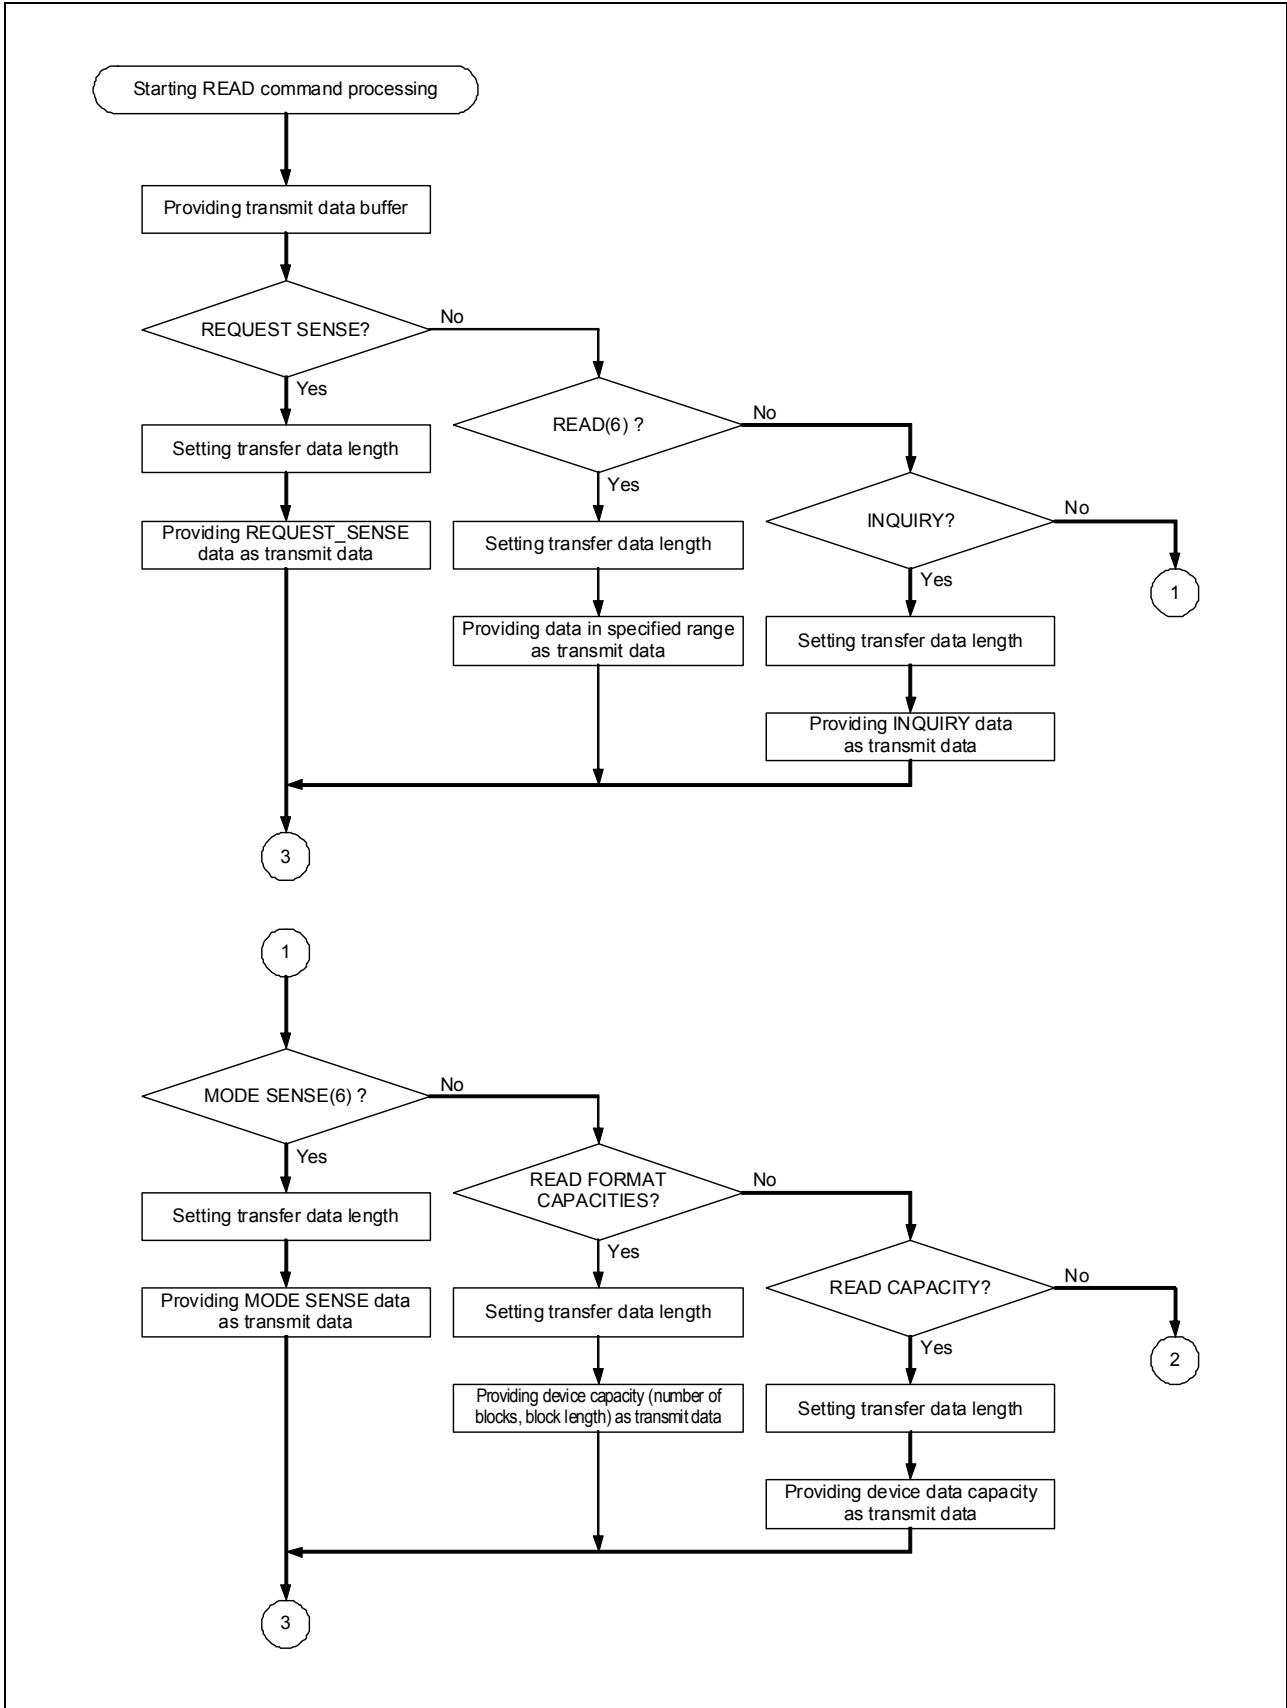 Starting READ command processing
Providing transmit data buffer
REQUEST SENSE?
No
Yes
READ(6) ?
No
Setting transfer data length
Yes
INQUIRY?
No
Providing REQUEST_SENSE
data as transmit data
Setting transfer data length
Yes
1
Providing data in specified range
as transmit data
Setting transfer data length
Providing INQUIRY data
as transmit data
3
1
MODE SENSE(6) ?
No
Yes
READ FORMAT
CAPACITIES?
No
Setting transfer data length
Yes
READ CAPACITY?
No
Providing MODE SENSE data
as transmit data
Setting transfer data length
Yes
2
Providing device capacity (number of
blocks, block length) as transmit data
Setting transfer data length
Providing device data capacity
as transmit data
3